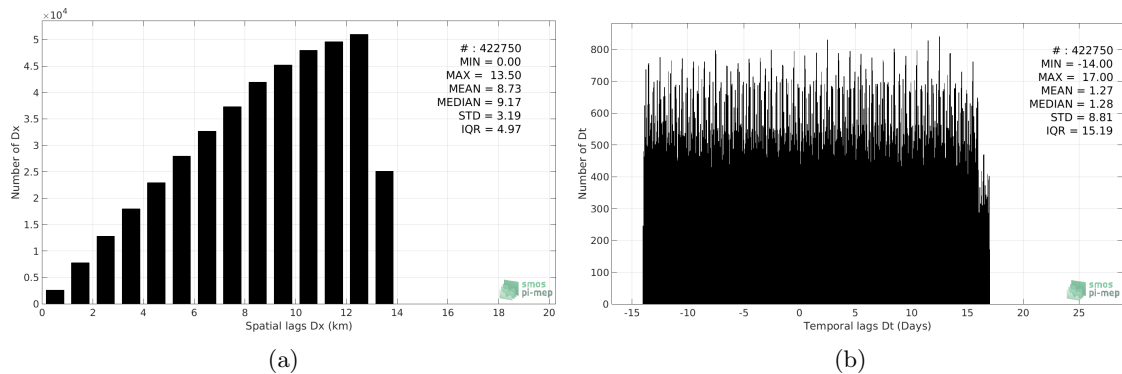 ×10⁴
5
4.5
4
3.5
3
2.5
2
1.5
1
0.5
0
Number of Dx
# : 422750
MIN = 0.00
MAX = 13.50
MEAN = 8.73
MEDIAN = 9.17
STD = 3.19
IQR = 4.97
0 2 4 6 8 10 12 14 16 18 20
Spatial lags Dx (km)
smos
pi-mep
(a)
800
700
600
500
400
300
200
100
0
Number of Dt
# : 422750
MIN = -14.00
MAX = 17.00
MEAN = 1.27
MEDIAN = 1.28
STD = 8.81
IQR = 15.19
-15 -10 -5 0 5 10 15 20 25
Temporal lags Dt (Days)
smos
pi-mep
(b)